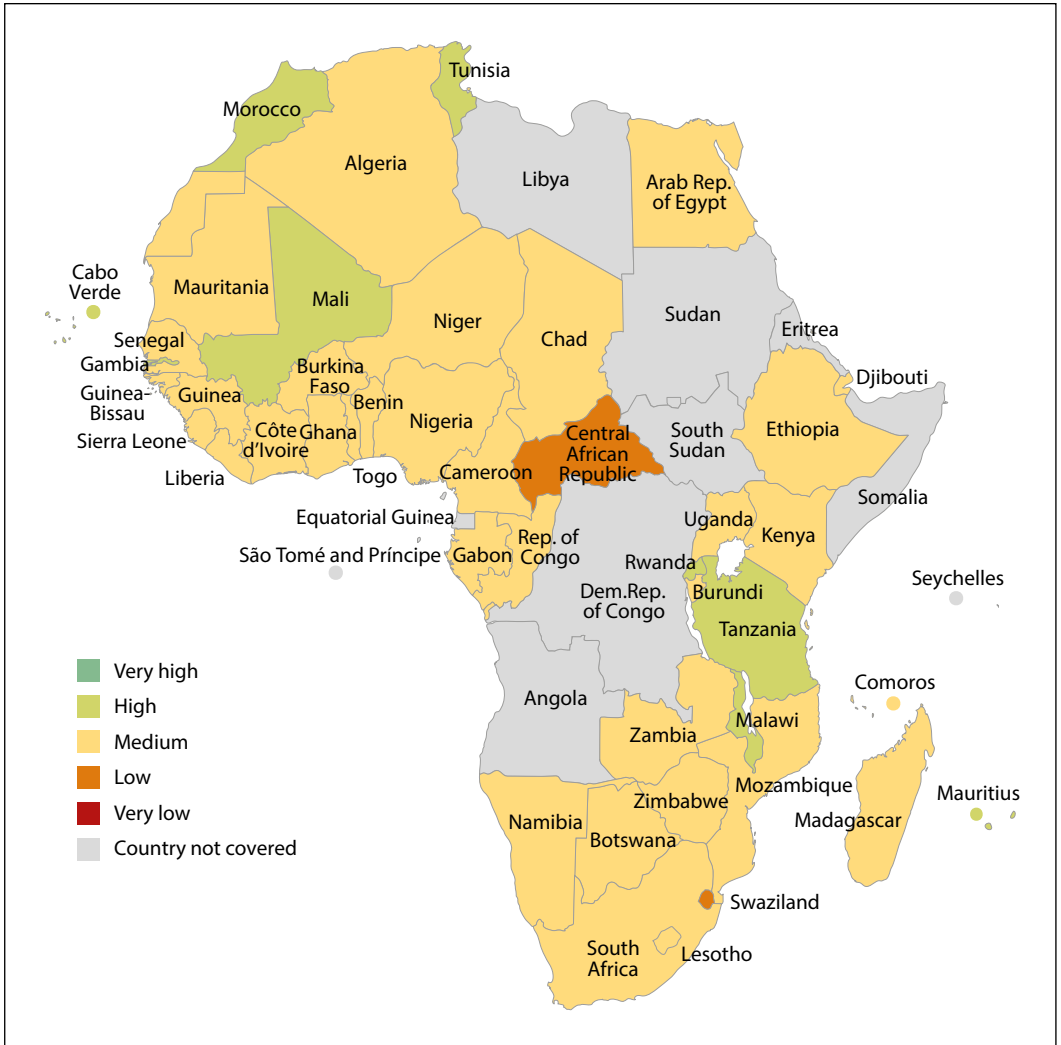 Tunisia
Morocco
Algeria
Libya
Arab Rep.
of Egypt
Cabo
Verde
Mauritania
Mali
Niger
Chad
Sudan
Eritrea
Senegal
Gambia
Guinea-
Bissau
Guinea
Burkina
Faso
Benin
Nigeria
Djibouti
Sierra Leone
Côte
d'Ivoire
Ghana
Central
African
Republic
South
Sudan
Ethiopia
Liberia
Togo
Cameroon
Somalia
Equatorial Guinea
Uganda
Kenya
São Tomé and Príncipe
Gabon
Rep. of
Congo
Rwanda
Seychelles
Dem.Rep.
of Congo
Burundi
Tanzania
Very high
High
Medium
Low
Very low
Country not covered
Angola
Comoros
Zambia
Malawi
Mozambique
Mauritius
Namibia
Zimbabwe
Botswana
Madagascar
Swaziland
South
Africa
Lesotho